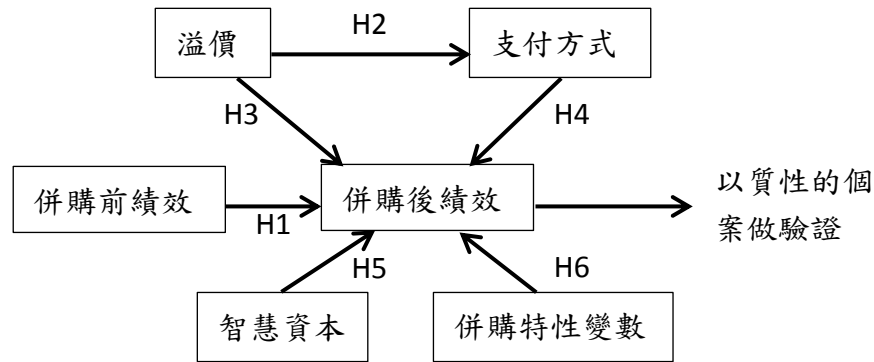 溢價
H2
支付方式
H3
H4
併購前績效
H1
併購後績效
以質性的個
案做驗證
H5
H6
智慧資本
併購特性變數